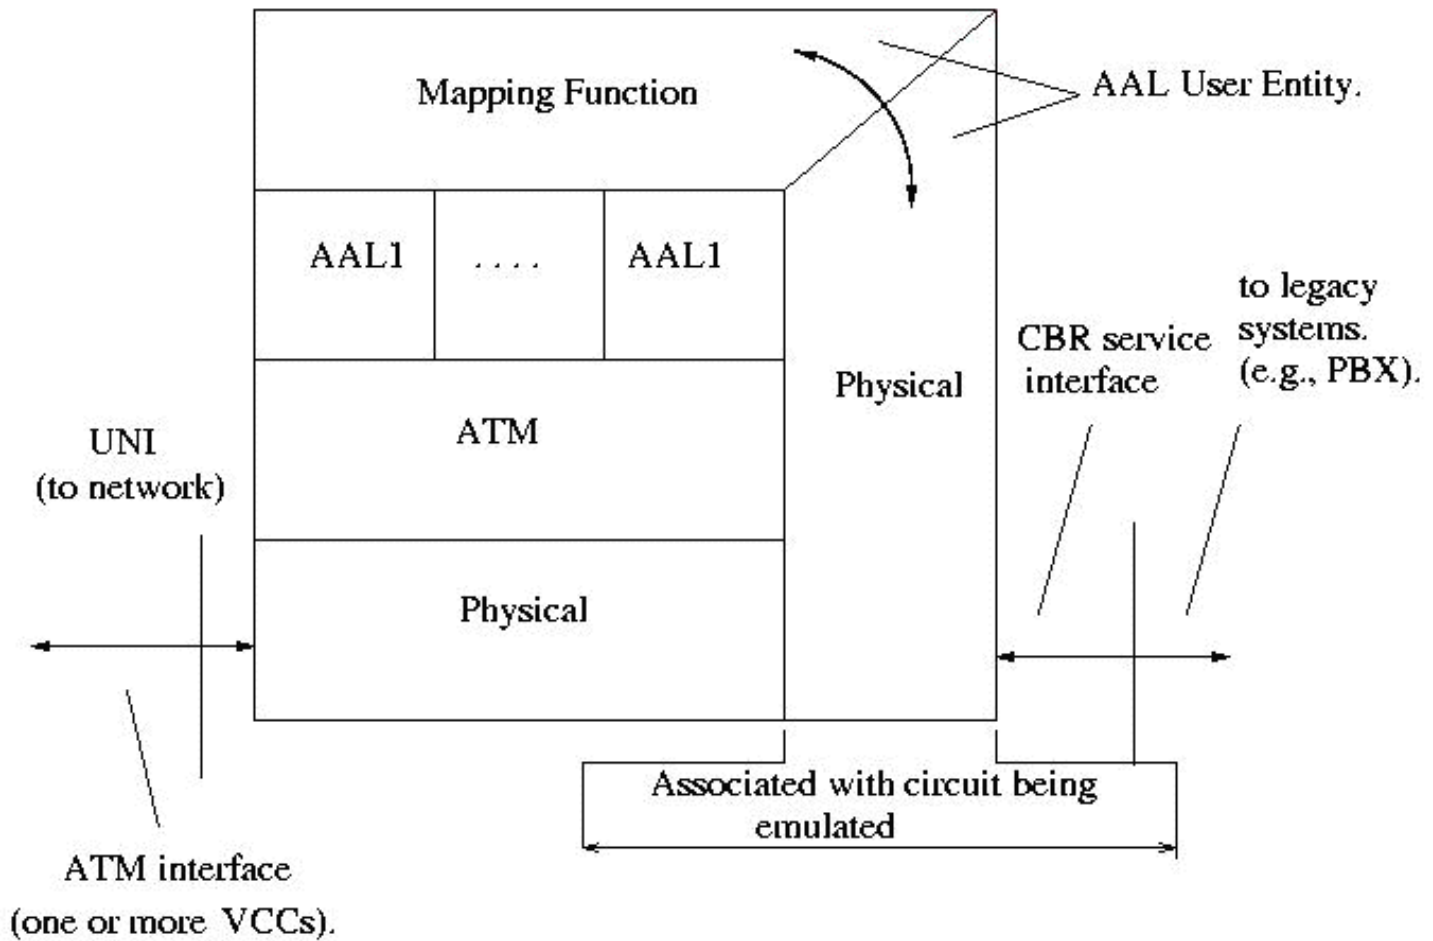 Mapping Function
AAL User Entity.
AAL1
. . . .
AAL1
to legacy
systems.
(e.g., PBX).
CBR service
interface
Physical
ATM
UNI
(to network)
Physical
Associated with circuit being
emulated
ATM interface
(one or more VCCs).